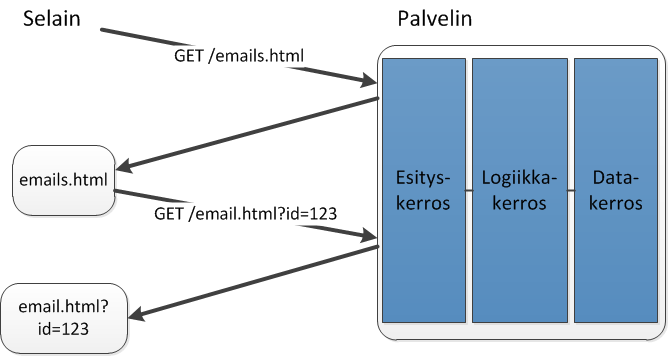 Selain
Palvelin
GET /emails.html
emails.html
GET /email.html?id=123
email.html?
id=123
Esitys-
kerros
Logiikka-
kerros
Data-
kerros